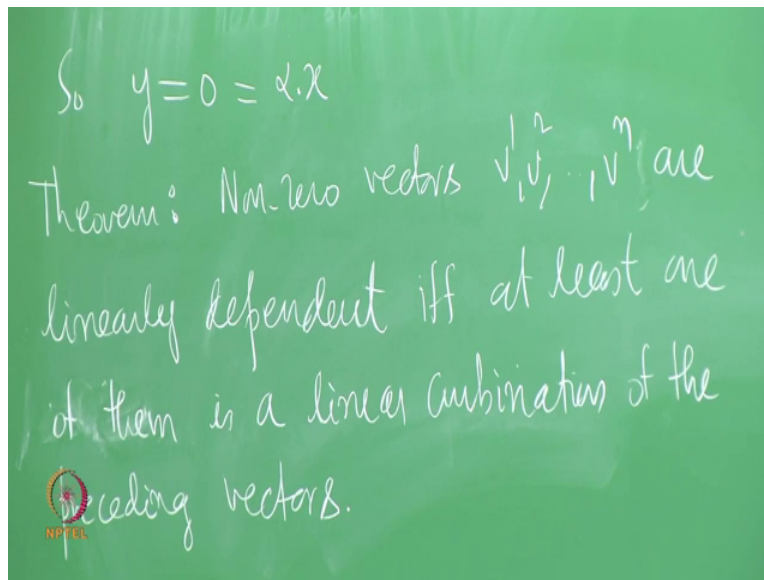 So y = 0 = α.x
Theorem: Non-zero vectors v¹, v², .., vⁿ are
linearly dependent iff at least one
of them is a linear combination of the
preceding vectors.
NPTEL